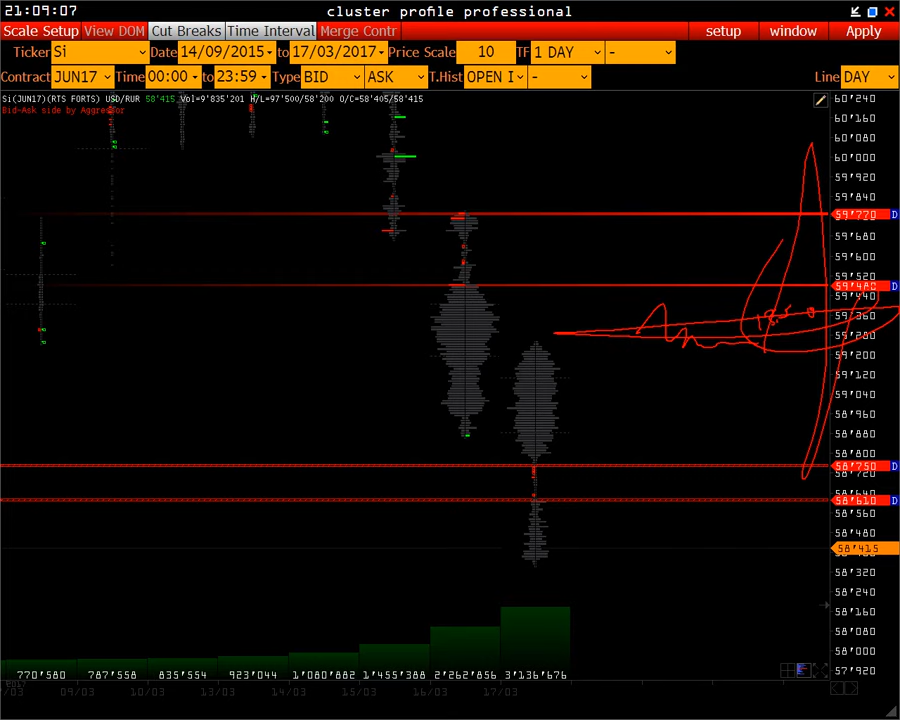 21:09:07 cluster profile professional
Scale Setup View DOM Cut Breaks Time Interval Merge Contr setup window Apply
Ticker Si Date 14/09/2015 to 17/03/2017 Price Scale 10 TF 1 DAY -
Contract JUN17 Time 00:00 to 23:59 Type BID ASK T.Hist OPEN I - Line DAY
Si(JUN17)(RTS FORTS) USD/RUR 58'415 Vol=9'835'201 H/L=97'500/58'200 O/C=58'405/58'415
Bid-Ask side by Aggressor
60'240
60'160
60'080
60'000
59'920
59'840
59'770 D
59'680
59'600
59'520
59'480 D
59'440
59'360
59'280
59'200
59'120
59'040
58'960
58'880
58'800
58'750 D
58'720
58'640
58'610 D
58'560
58'480
58'415
58'320
58'240
58'160
58'080
58'000
57'920
770'580 787'558 835'554 923'044 1'080'882 1'455'388 2'262'856 3'136'676
/03 09/03 10/03 13/03 14/03 15/03 16/03 17/03